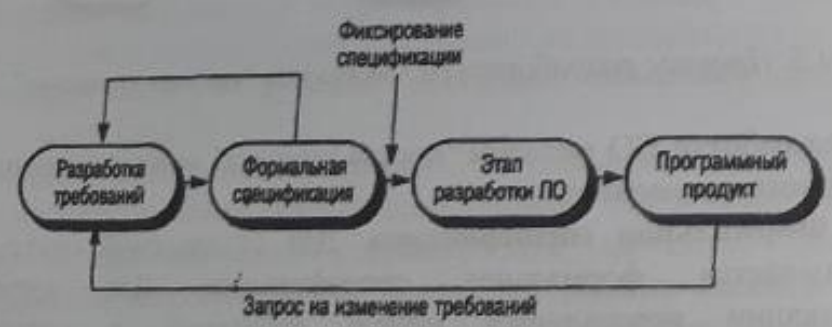 Фиксирование
спецификации
Разработка
требований
Формальная
спецификация
Этап
разработки ПО
Программный
продукт
Запрос на изменение требований